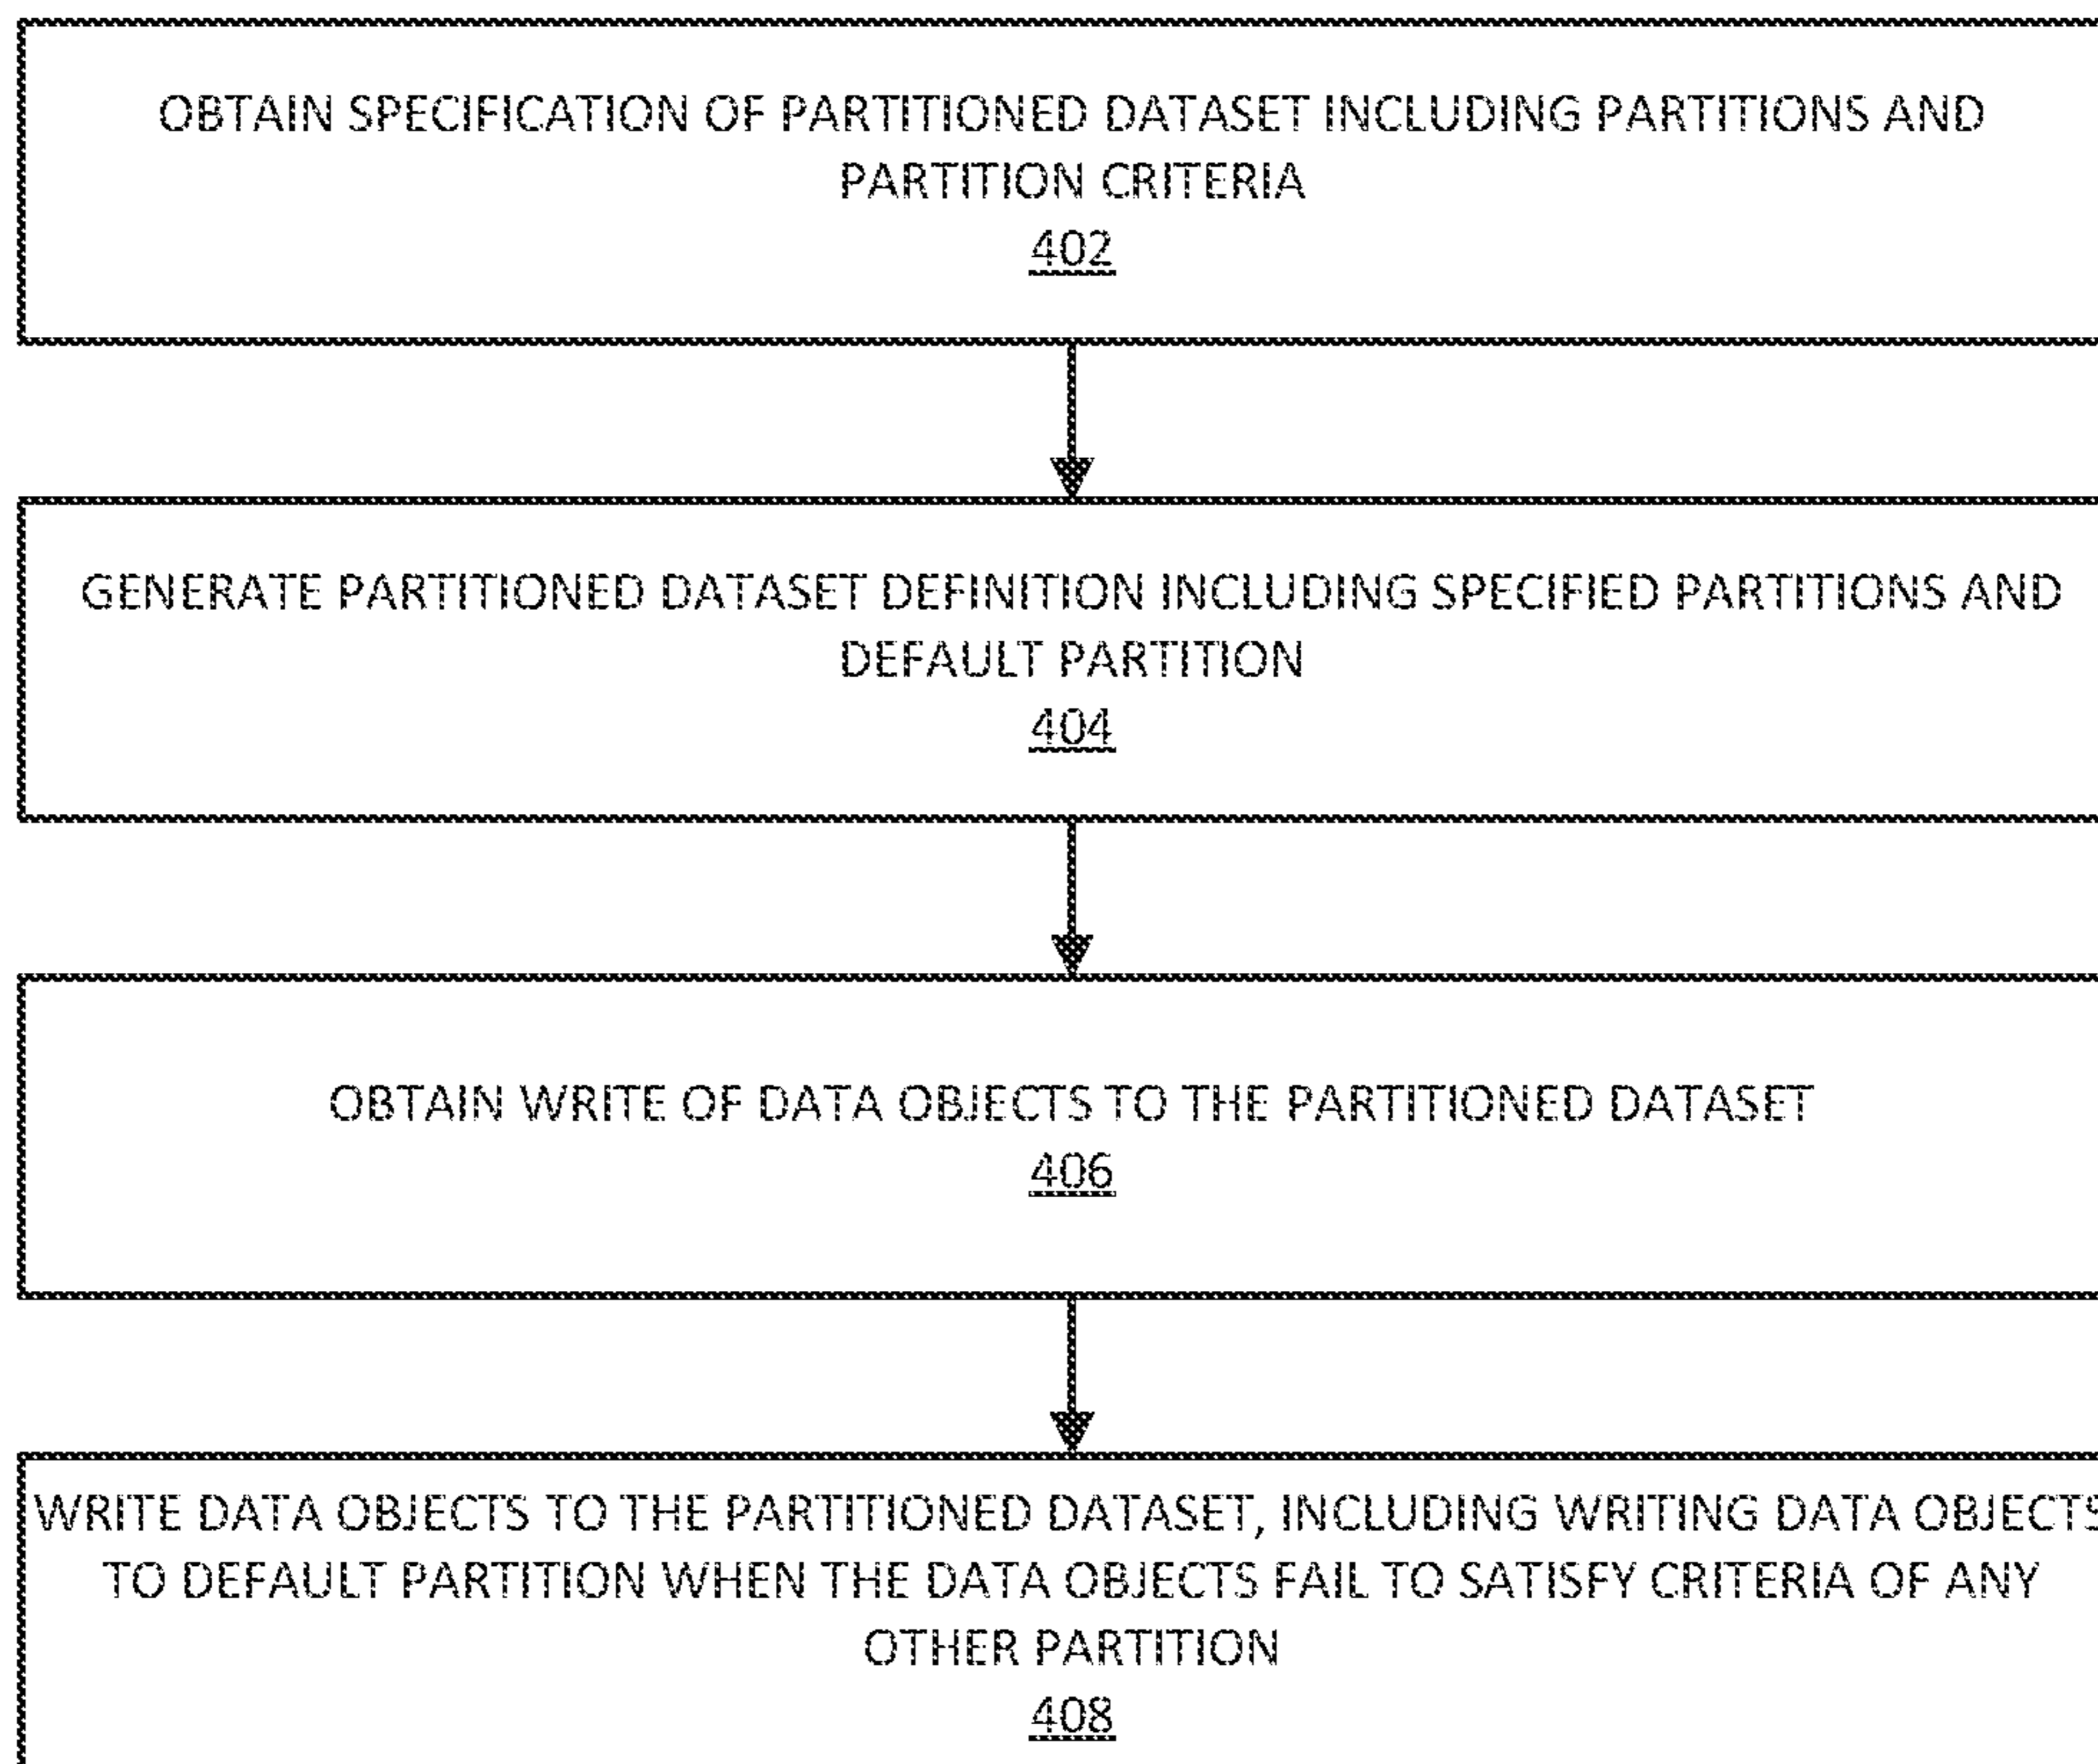 OBTAIN SPECIFICATION OF PARTITIONED DATASET INCLUDING PARTITIONS AND
PARTITION CRITERIA
402
GENERATE PARTITIONED DATASET DEFINITION INCLUDING SPECIFIED PARTITIONS AND
DEFAULT PARTITION
404
OBTAIN WRITE OF DATA OBJECTS TO THE PARTITIONED DATASET
406
WRITE DATA OBJECTS TO THE PARTITIONED DATASET, INCLUDING WRITING DATA OBJECTS
TO DEFAULT PARTITION WHEN THE DATA OBJECTS FAIL TO SATISFY CRITERIA OF ANY
OTHER PARTITION
408